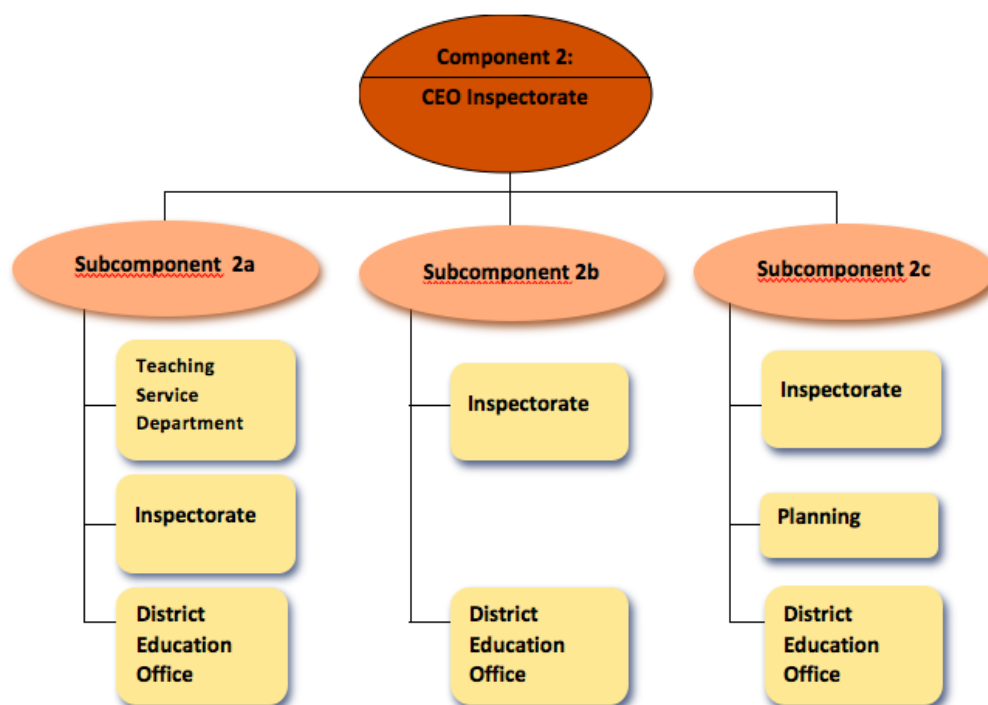 Component 2:
CEO Inspectorate
Subcomponent 2a
Subcomponent 2b
Subcomponent 2c
Teaching
Service
Department
Inspectorate
District
Education
Office
Inspectorate
District
Education
Office
Inspectorate
Planning
District
Education
Office